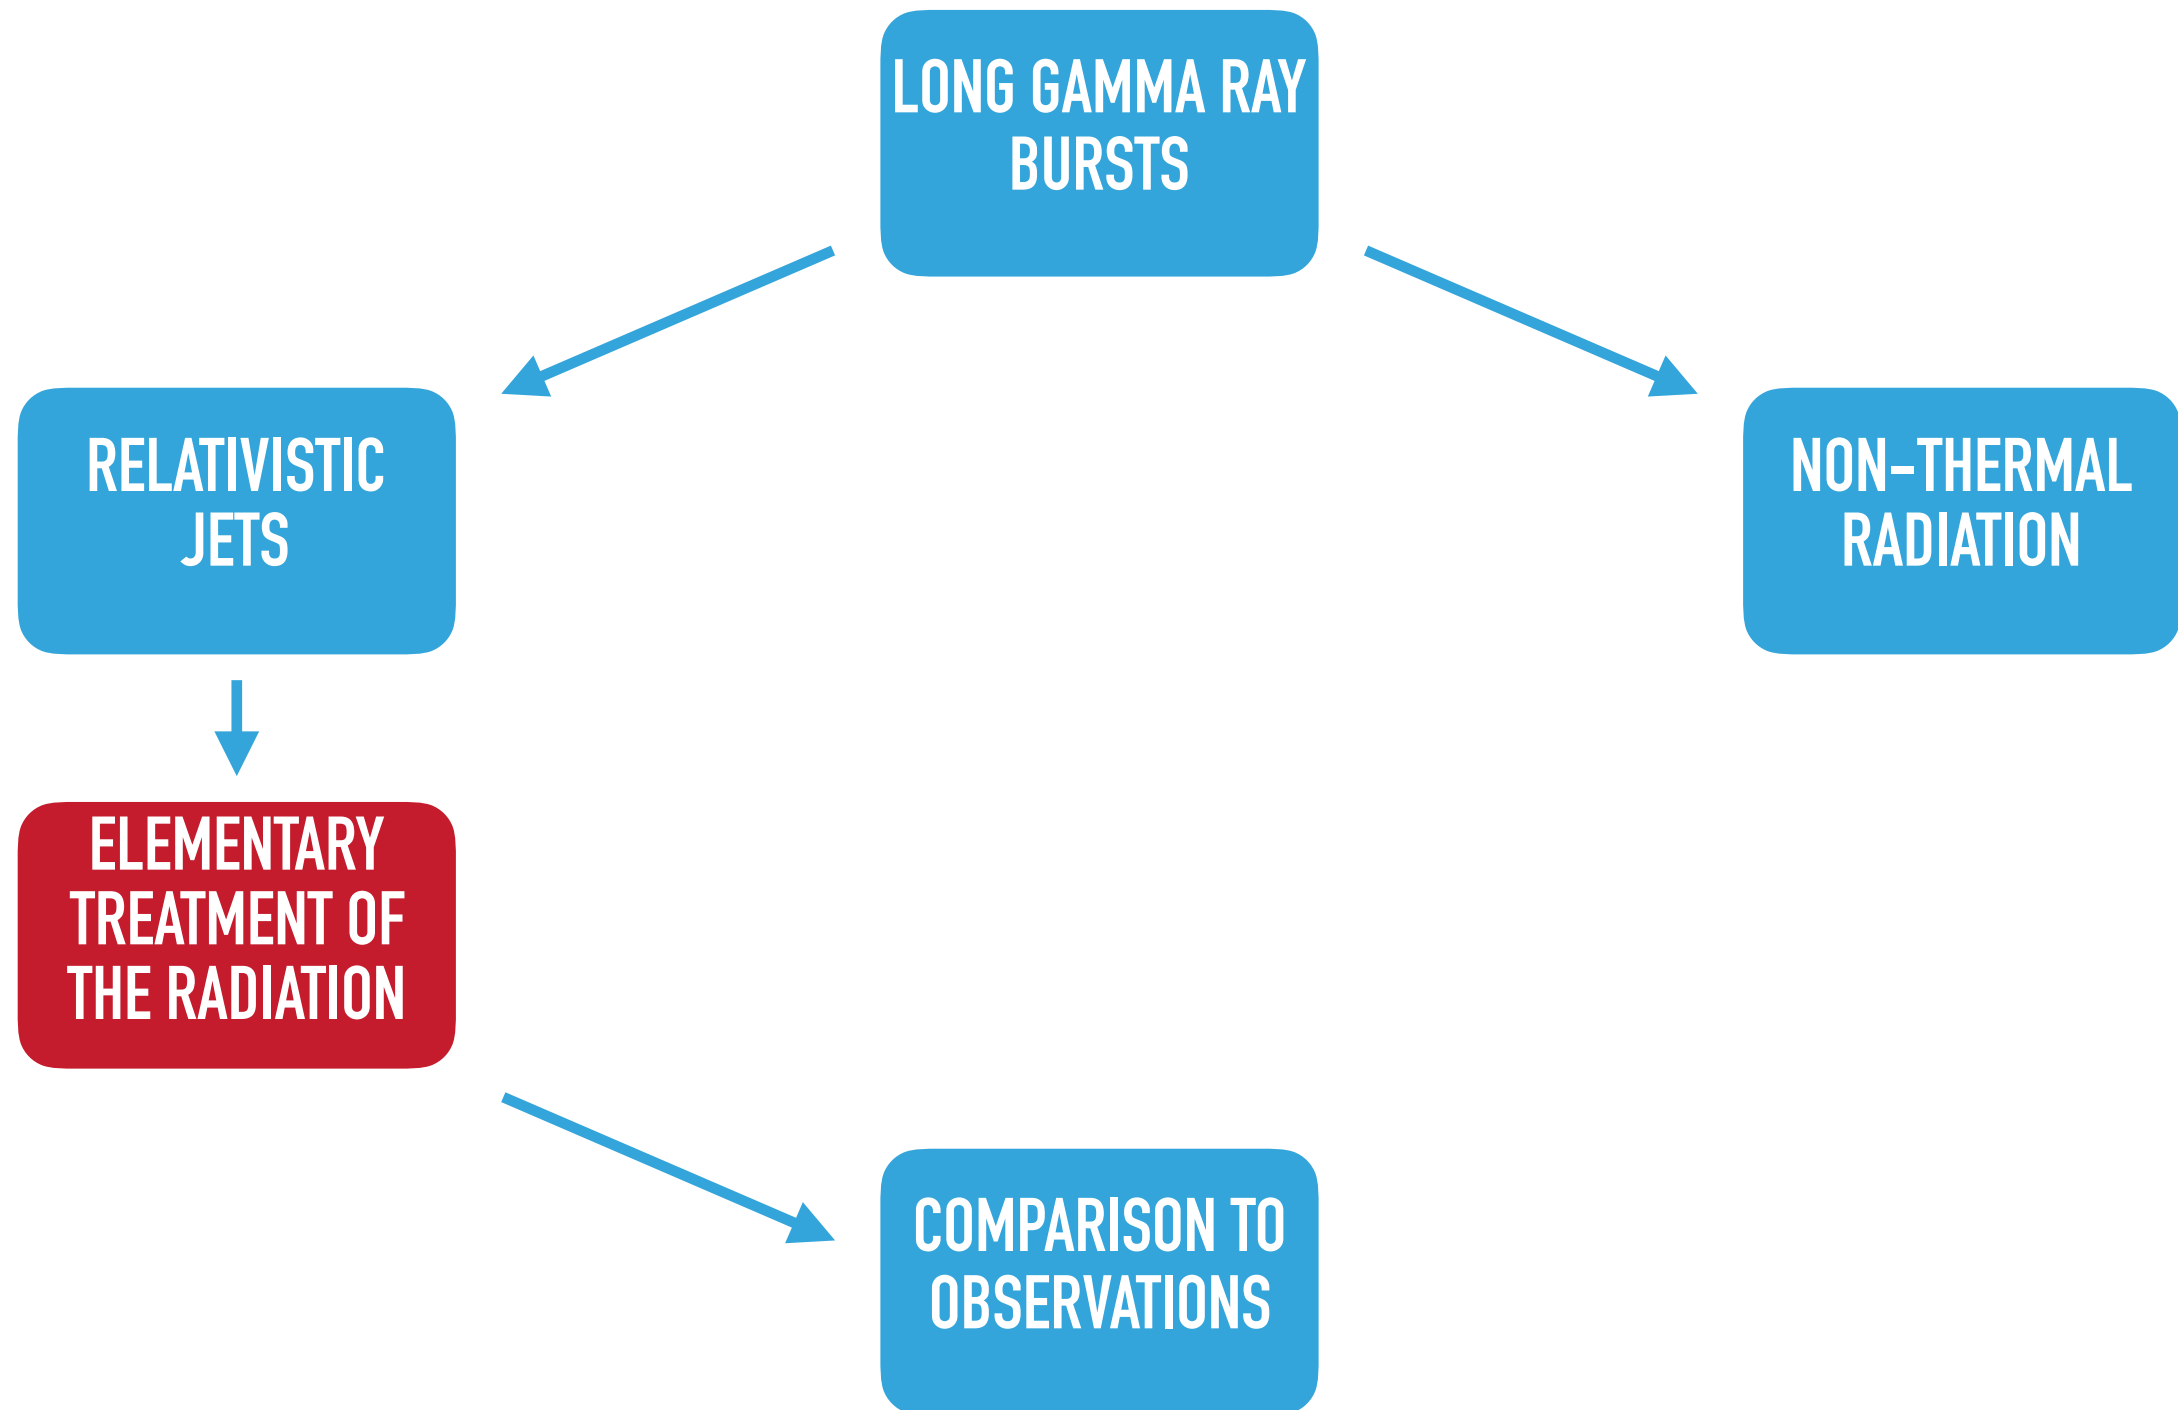 LONG GAMMA RAY
BURSTS
RELATIVISTIC
JETS
NON-THERMAL
RADIATION
ELEMENTARY
TREATMENT OF
THE RADIATION
COMPARISON TO
OBSERVATIONS